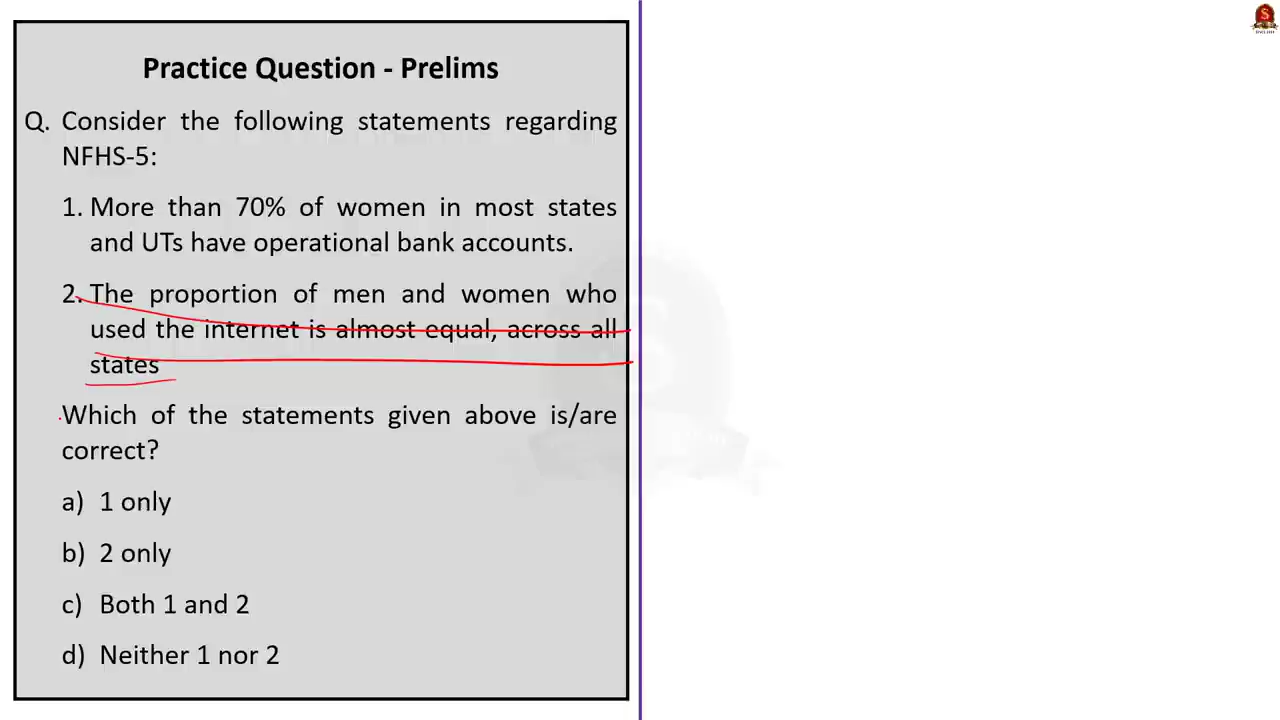 Practice Question - Prelims
Q. Consider the following statements regarding
NFHS-5:
1. More than 70% of women in most states
and UTs have operational bank accounts.
2. The proportion of men and women who
used the internet is almost equal, across all
states
Which of the statements given above is/are
correct?
a) 1 only
b) 2 only
c) Both 1 and 2
d) Neither 1 nor 2